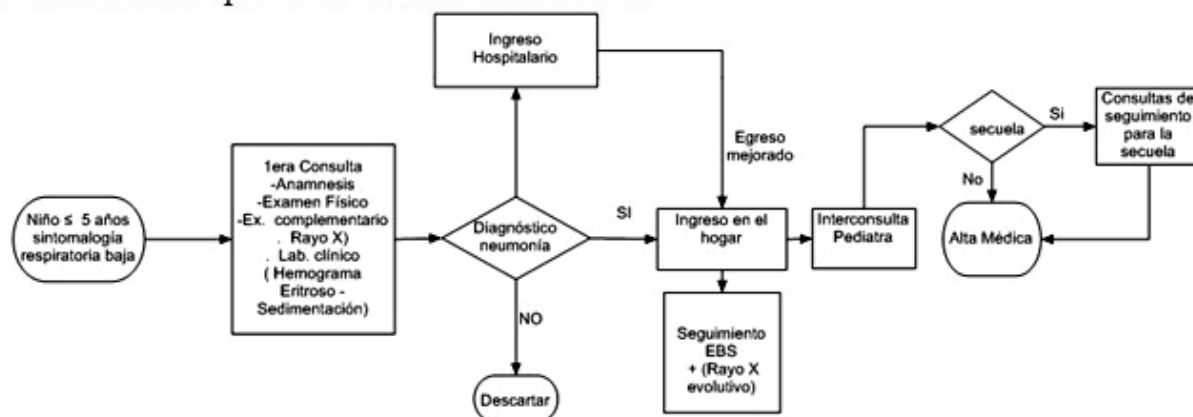 Niño ≤ 5 años
sintomalogía
respiratoria baja
1era Consulta
-Anamnesis
-Examen Físico
-Ex. complementario
. Rayo X)
. Lab. clínico
( Hemograma
Eritroso -
Sedimentación)
Diagnóstico
neumonía
Ingreso
Hospitalario
NO
Descartar
SI
Egreso
mejorado
Ingreso en el
hogar
Seguimiento
EBS
+ (Rayo X
evolutivo)
Interconsulta
Pediatra
secuela
Si
Consultas de
seguimiento
para la
secuela
No
Alta Médica